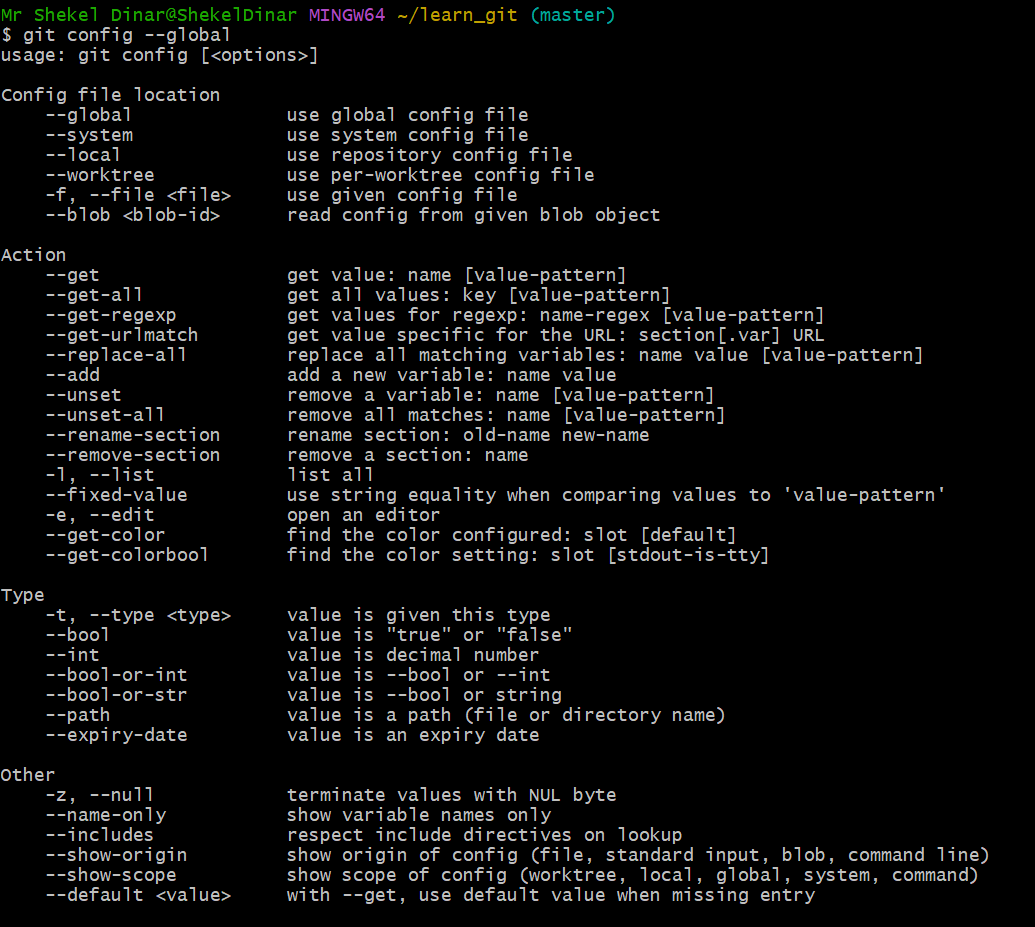 Mr Shekel Dinar@ShekelDinar MINGW64 ~/learn_git (master)
$ git config --global
usage: git config [<options>]

Config file location
    --global              use global config file
    --system              use system config file
    --local               use repository config file
    --worktree            use per-worktree config file
    -f, --file <file>     use given config file
    --blob <blob-id>      read config from given blob object

Action
    --get                 get value: name [value-pattern]
    --get-all             get all values: key [value-pattern]
    --get-regexp          get values for regexp: name-regex [value-pattern]
    --get-urlmatch        get value specific for the URL: section[.var] URL
    --replace-all         replace all matching variables: name value [value-pattern]
    --add                 add a new variable: name value
    --unset               remove a variable: name [value-pattern]
    --unset-all           remove all matches: name [value-pattern]
    --rename-section      rename section: old-name new-name
    --remove-section      remove a section: name
    -l, --list            list all
    --fixed-value         use string equality when comparing values to 'value-pattern'
    -e, --edit            open an editor
    --get-color           find the color configured: slot [default]
    --get-colorbool       find the color setting: slot [stdout-is-tty]

Type
    -t, --type <type>     value is given this type
    --bool                value is "true" or "false"
    --int                 value is decimal number
    --bool-or-int         value is --bool or --int
    --bool-or-str         value is --bool or string
    --path                value is a path (file or directory name)
    --expiry-date         value is an expiry date

Other
    -z, --null            terminate values with NUL byte
    --name-only           show variable names only
    --includes            respect include directives on lookup
    --show-origin         show origin of config (file, standard input, blob, command line)
    --show-scope          show scope of config (worktree, local, global, system, command)
    --default <value>     with --get, use default value when missing entry